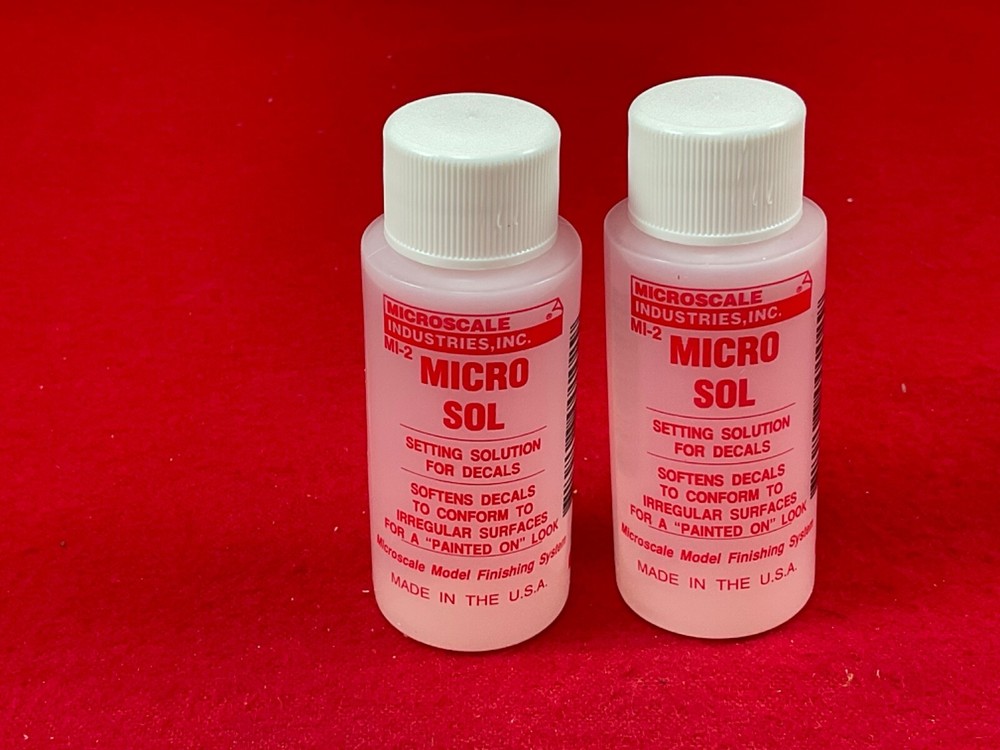 MICROSCALE
INDUSTRIES, INC.
MI-2
MICRO
SOL
SETTING SOLUTION
FOR DECALS
SOFTENS DECALS
TO CONFORM TO
IRREGULAR SURFACES
FOR A "PAINTED ON" LOOK
Microscale Model Finishing System
MADE IN THE U.S.A.
MICROSCALE
INDUSTRIES, INC.
MI-2
MICRO
SOL
SETTING SOLUTION
FOR DECALS
SOFTENS DECALS
TO CONFORM TO
IRREGULAR SURFACES
FOR A "PAINTED ON" LOOK
Microscale Model Finishing System
MADE IN THE U.S.A.